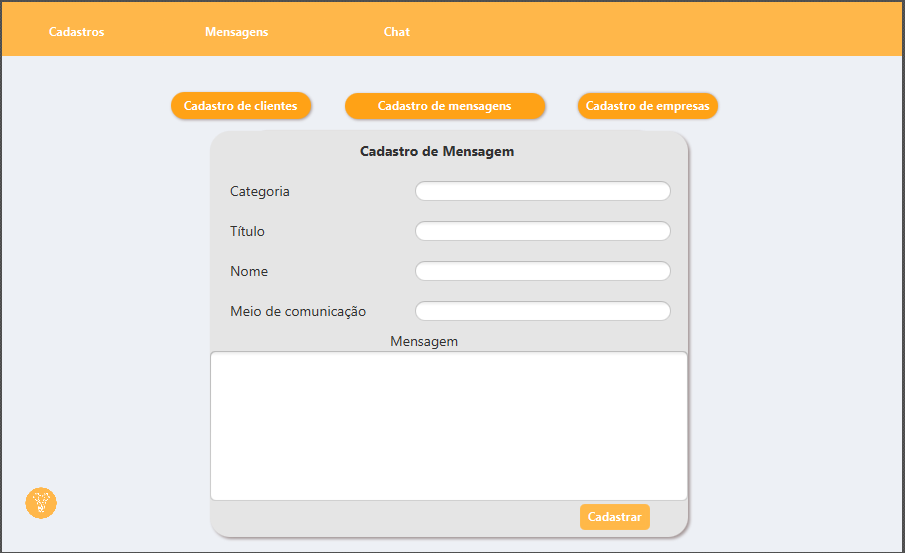 Cadastros Mensagens Chat
Cadastro de clientes Cadastro de mensagens Cadastro de empresas
Cadastro de Mensagem
Categoria
Título
Nome
Meio de comunicação
Mensagem
Cadastrar